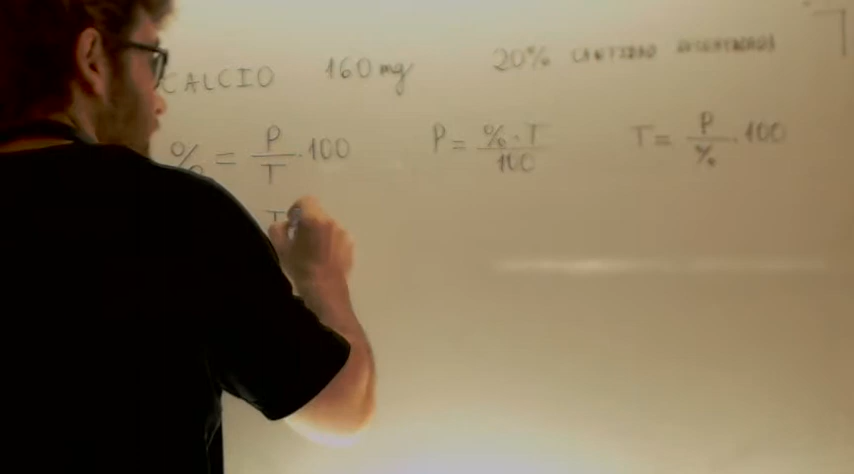 CALCIO 160 mg 20% CANTIDAD
% = P/T · 100 P = % · T/100 T = P/% · 100
T